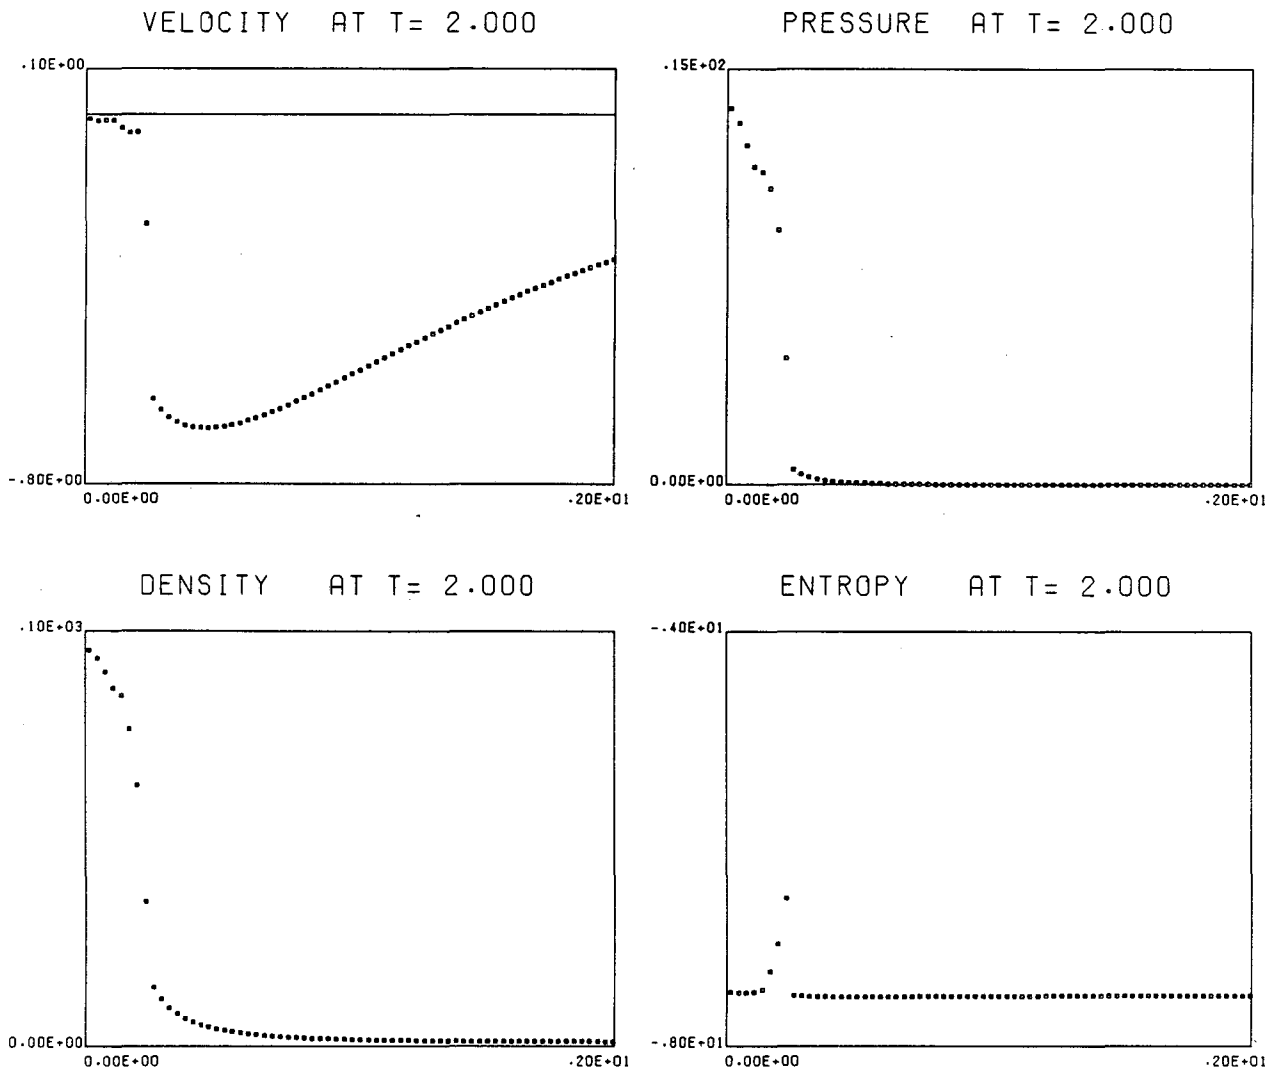 VELOCITY AT T= 2.000
.10E+00
-.80E+00
0.00E+00 .20E+01
PRESSURE AT T= 2.000
.15E+02
0.00E+00
0.00E+00 .20E+01
DENSITY AT T= 2.000
.10E+03
0.00E+00
0.00E+00 .20E+01
ENTROPY AT T= 2.000
-.40E+01
-.80E+01
0.00E+00 .20E+01